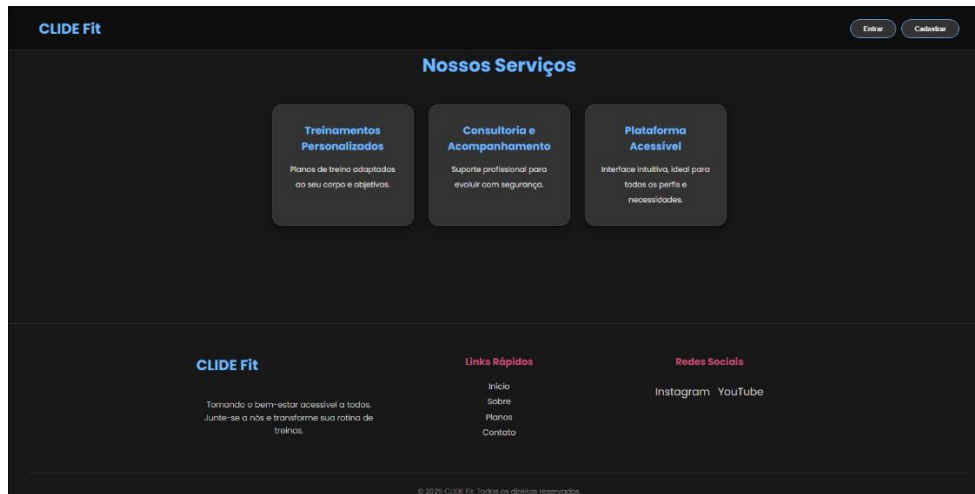 CLIDE Fit
Entrar
Cadastrar
Nossos Serviços
Treinamentos
Personalizados
Planos de treino adaptados
ao seu corpo e objetivos.
Consultoria e
Acompanhamento
Suporte profissional para
evoluir com segurança.
Plataforma
Acessível
Interface intuitiva, ideal para
todos os perfis e
necessidades.
CLIDE Fit
Tornando o bem-estar acessível a todos.
Junte-se a nós e transforme sua rotina de
treinos.
Links Rápidos
Início
Sobre
Planos
Contato
Redes Sociais
Instagram YouTube
© 2025 CLIDE Fit. Todos os direitos reservados.